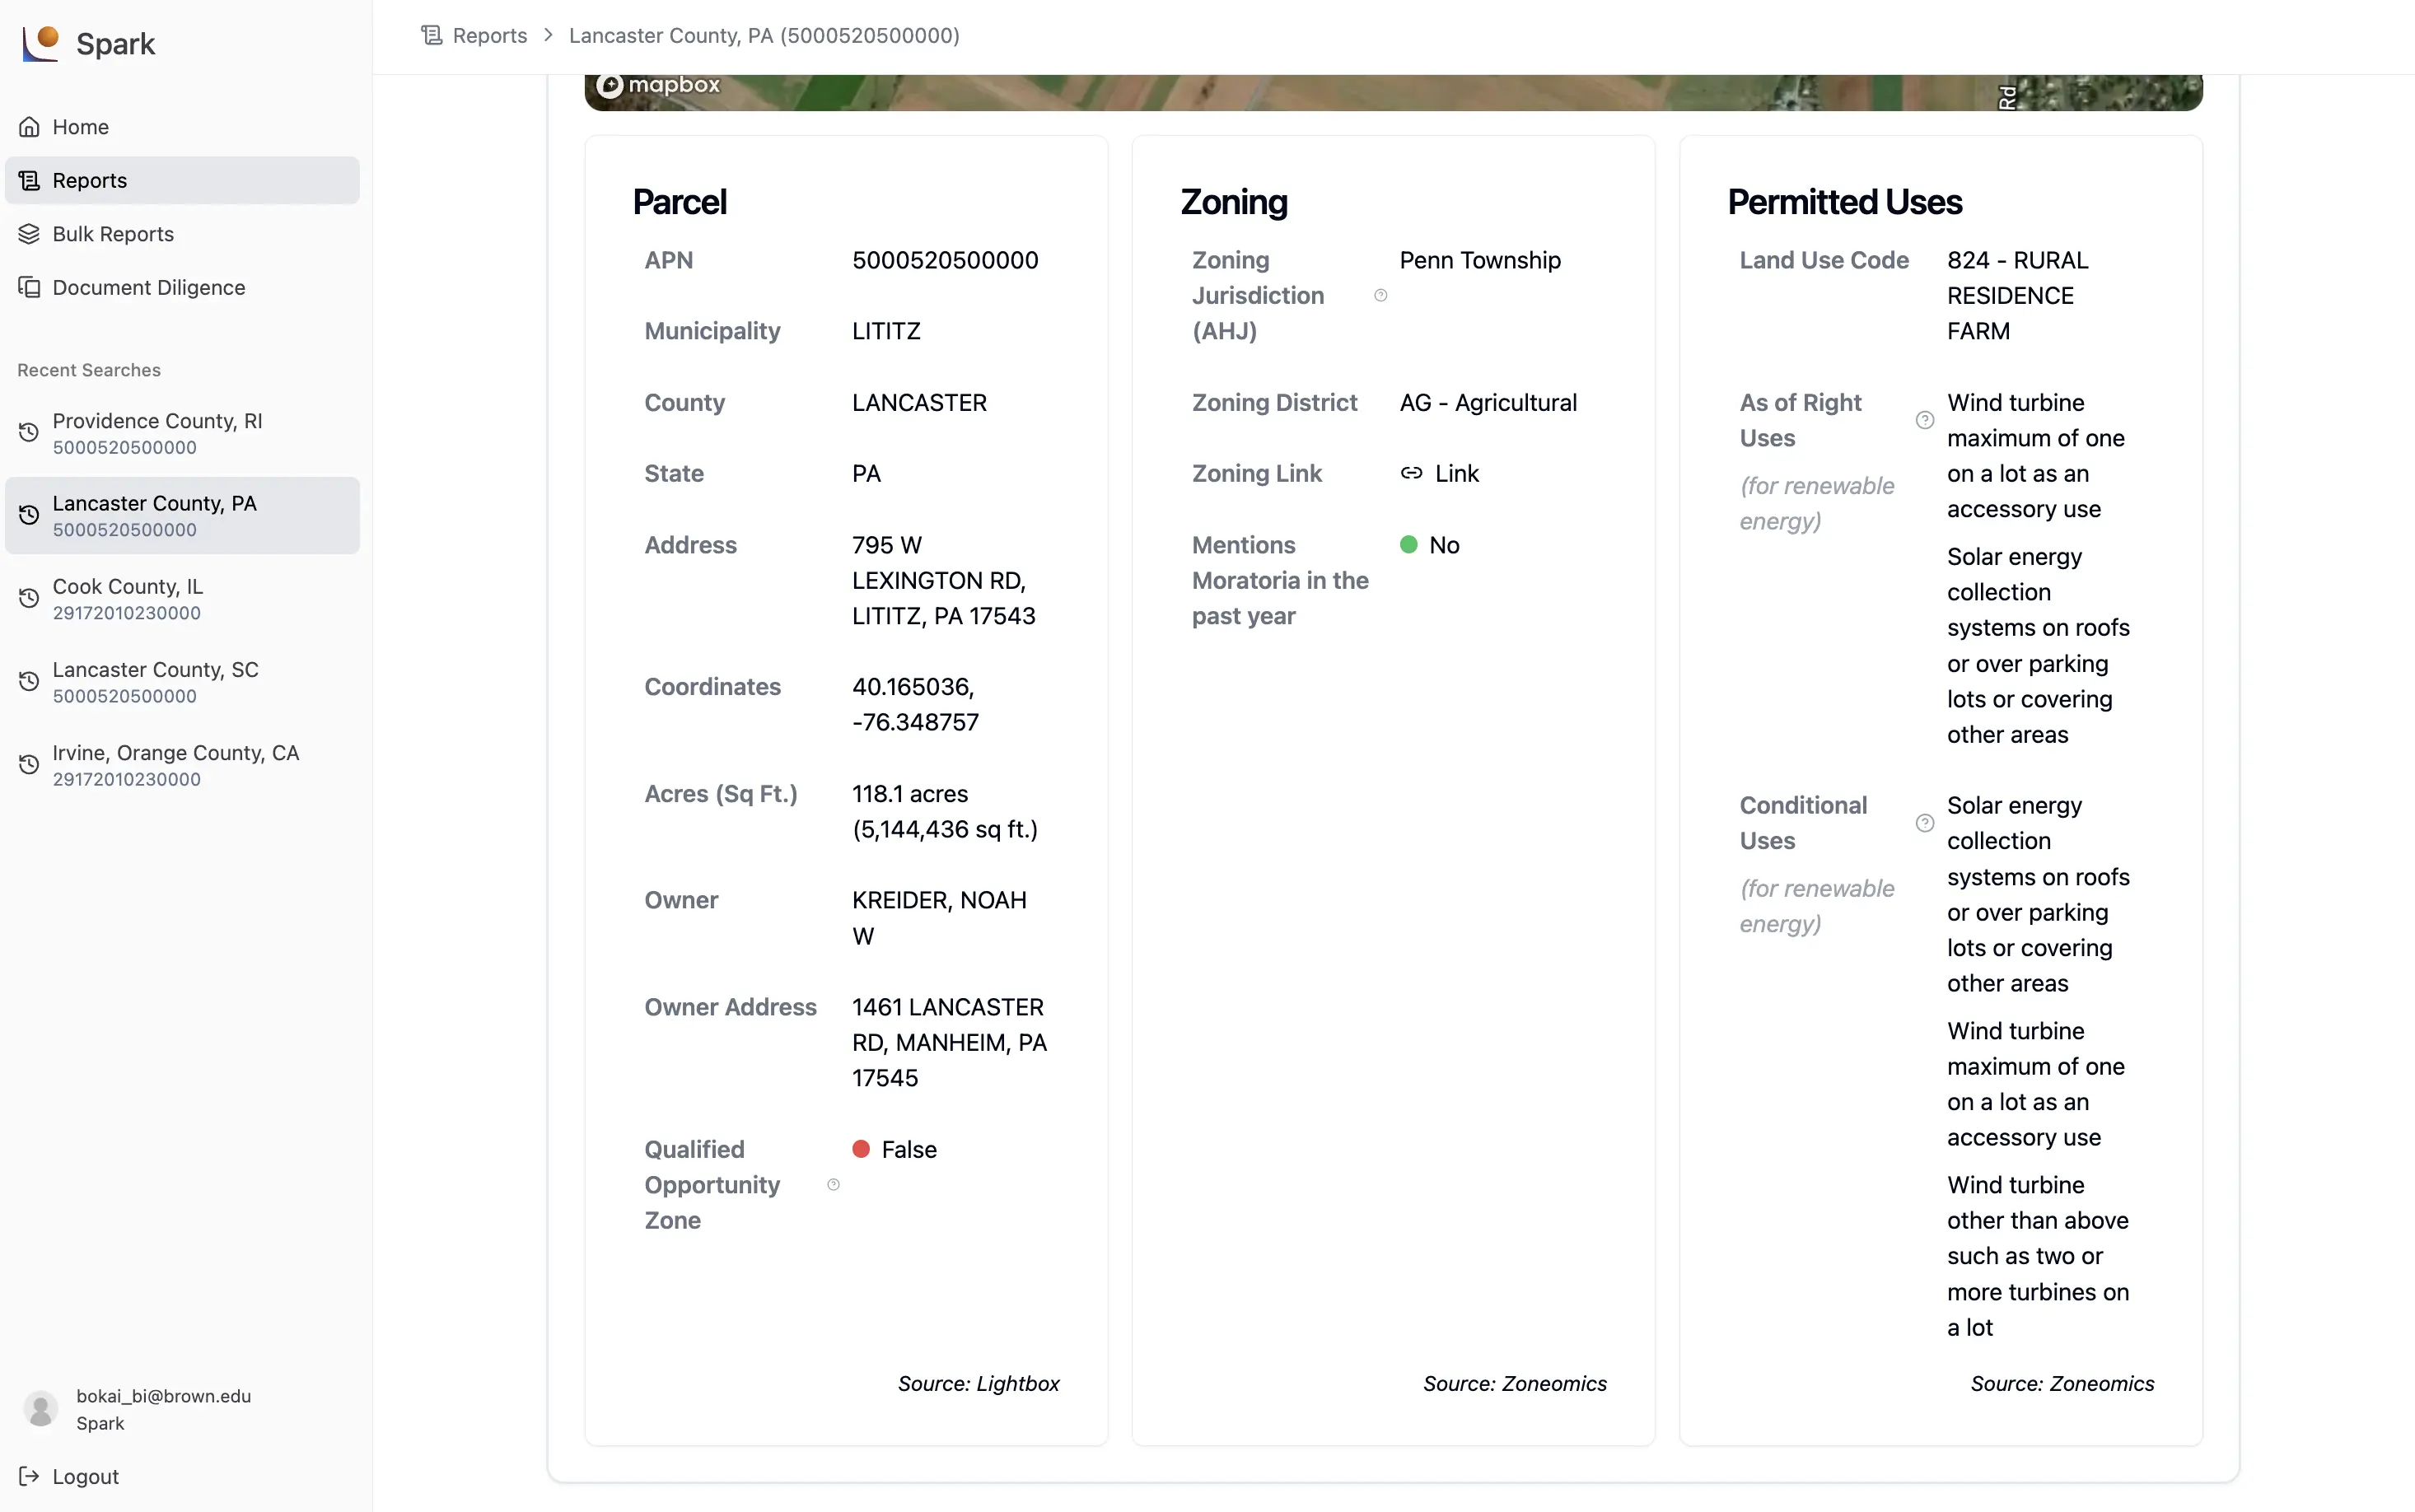 Spark
Home
Reports
Bulk Reports
Document Diligence
Recent Searches
Providence County, RI
5000520500000
Lancaster County, PA
5000520500000
Cook County, IL
29172010230000
Lancaster County, SC
5000520500000
Irvine, Orange County, CA
29172010230000
bokai_bi@brown.edu
Spark
Logout
Reports > Lancaster County, PA (5000520500000)
mapbox
Rd
Parcel
APN 5000520500000
Municipality LITITZ
County LANCASTER
State PA
Address 795 W
LEXINGTON RD,
LITITZ, PA 17543
Coordinates 40.165036,
-76.348757
Acres (Sq Ft.) 118.1 acres
(5,144,436 sq ft.)
Owner KREIDER, NOAH
W
Owner Address 1461 LANCASTER
RD, MANHEIM, PA
17545
Qualified False
Opportunity
Zone
Source: Lightbox
Zoning
Zoning Penn Township
Jurisdiction
(AHJ)
Zoning District AG - Agricultural
Zoning Link Link
Mentions No
Moratoria in the
past year
Source: Zoneomics
Permitted Uses
Land Use Code 824 - RURAL
RESIDENCE
FARM
As of Right
Uses
(for renewable
energy)
Wind turbine
maximum of one
on a lot as an
accessory use
Solar energy
collection
systems on roofs
or over parking
lots or covering
other areas
Conditional
Uses
(for renewable
energy)
Solar energy
collection
systems on roofs
or over parking
lots or covering
other areas
Wind turbine
maximum of one
on a lot as an
accessory use
Wind turbine
other than above
such as two or
more turbines on
a lot
Source: Zoneomics